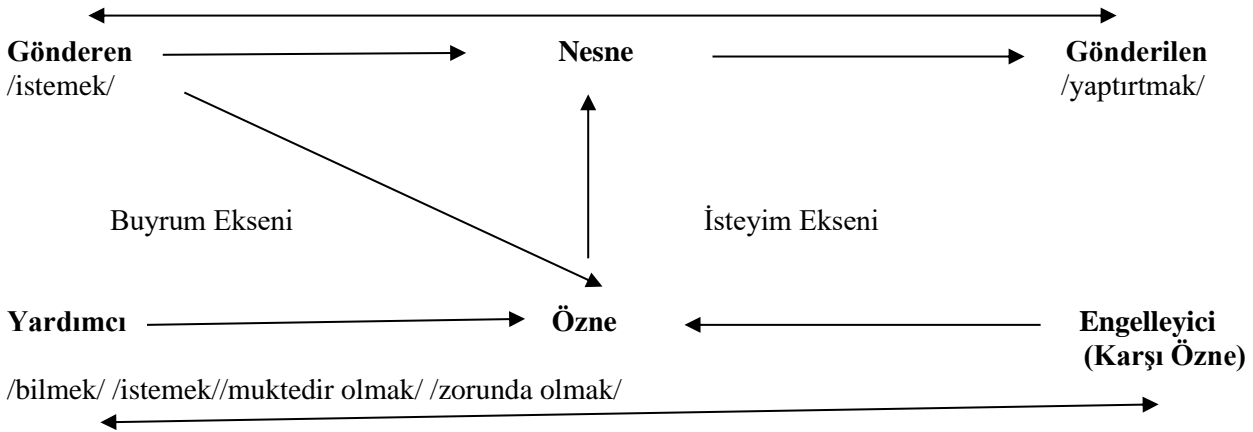 Gönderen Nesne Gönderilen
/istemek/ /yaptırtmak/
Buyrum Ekseni İsteyim Ekseni
Yardımcı Özne Engelleyici
(Karşı Özne)
/bilmek/ /istemek//muktedir olmak/ /zorunda olmak/